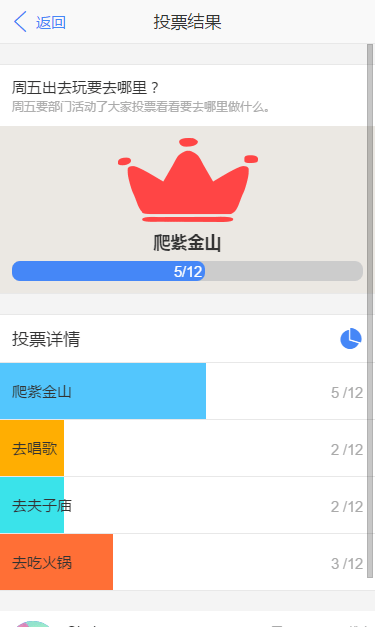 返回
投票结果
周五出去玩要去哪里？
周五要部门活动了大家投票看看要去哪里做什么。
爬紫金山
5/12
投票详情
爬紫金山 5 /12
去唱歌 2 /12
去夫子庙 2 /12
去吃火锅 3 /12